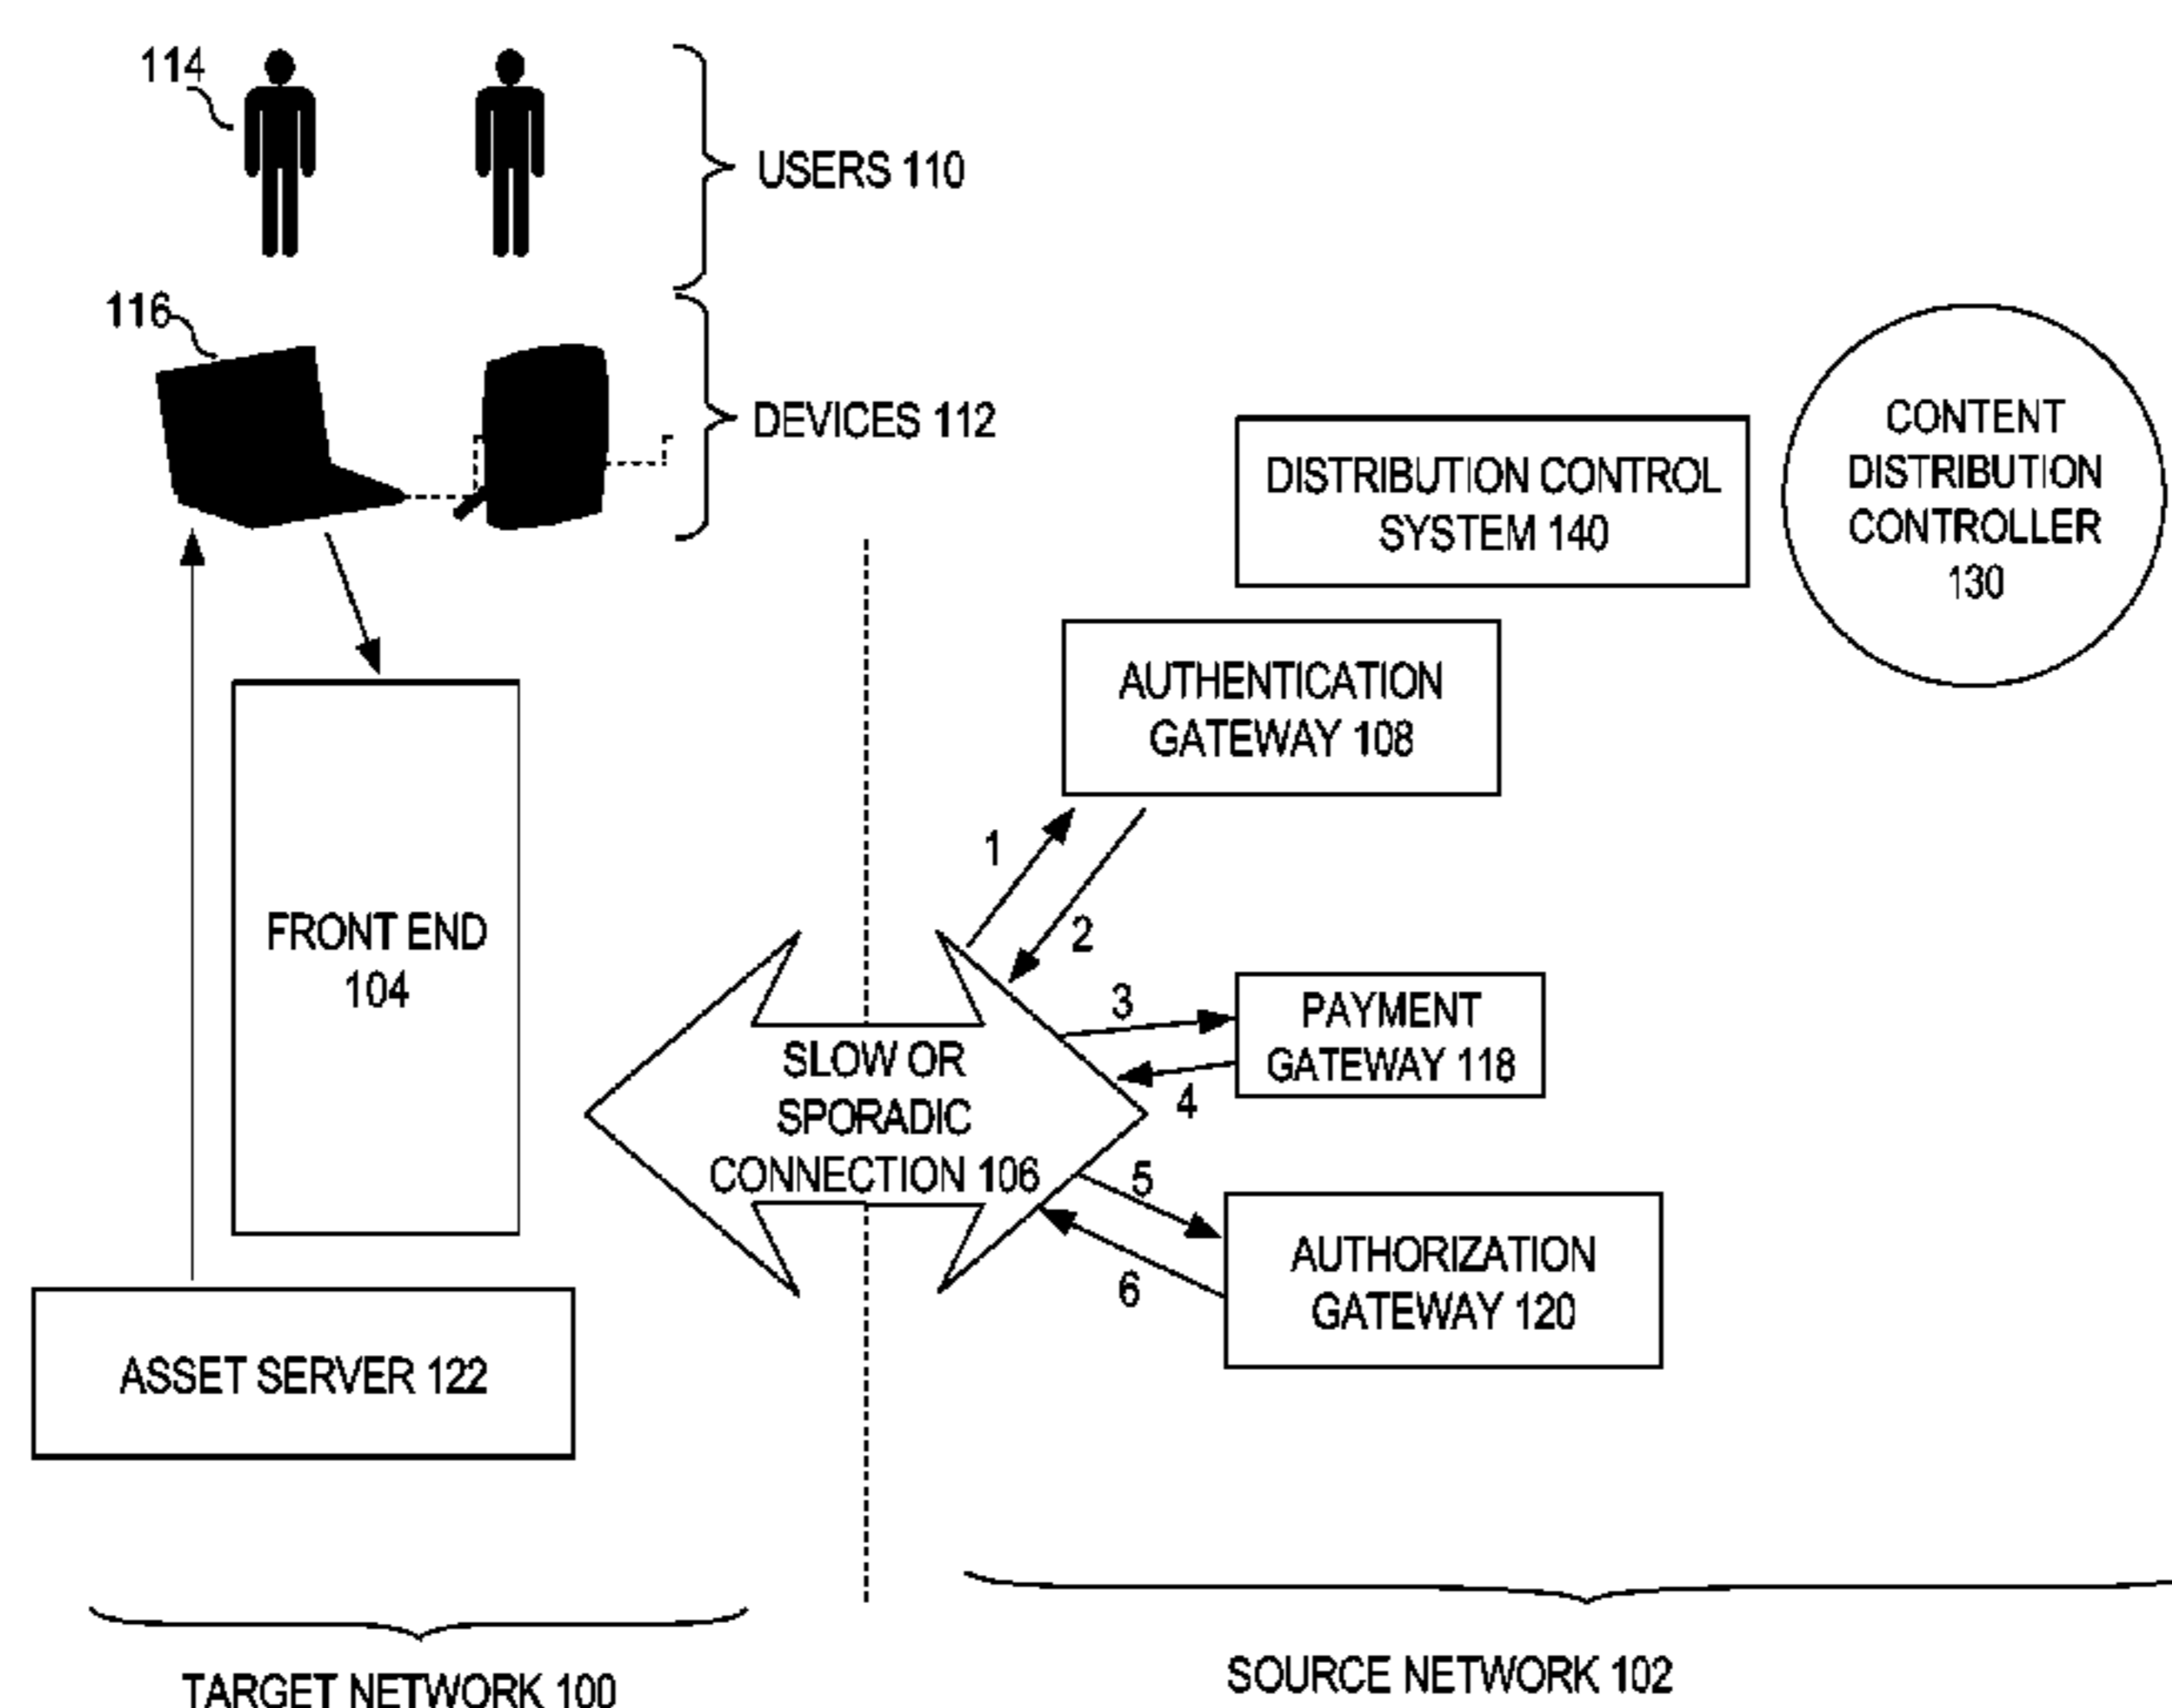 114
USERS 110
116
DEVICES 112
DISTRIBUTION CONTROL
SYSTEM 140
CONTENT
DISTRIBUTION
CONTROLLER
130
AUTHENTICATION
GATEWAY 108
1
2
FRONT END
104
3
PAYMENT
GATEWAY 118
4
SLOW OR
SPORADIC
CONNECTION 106
5
6
AUTHORIZATION
GATEWAY 120
ASSET SERVER 122
TARGET NETWORK 100
SOURCE NETWORK 102